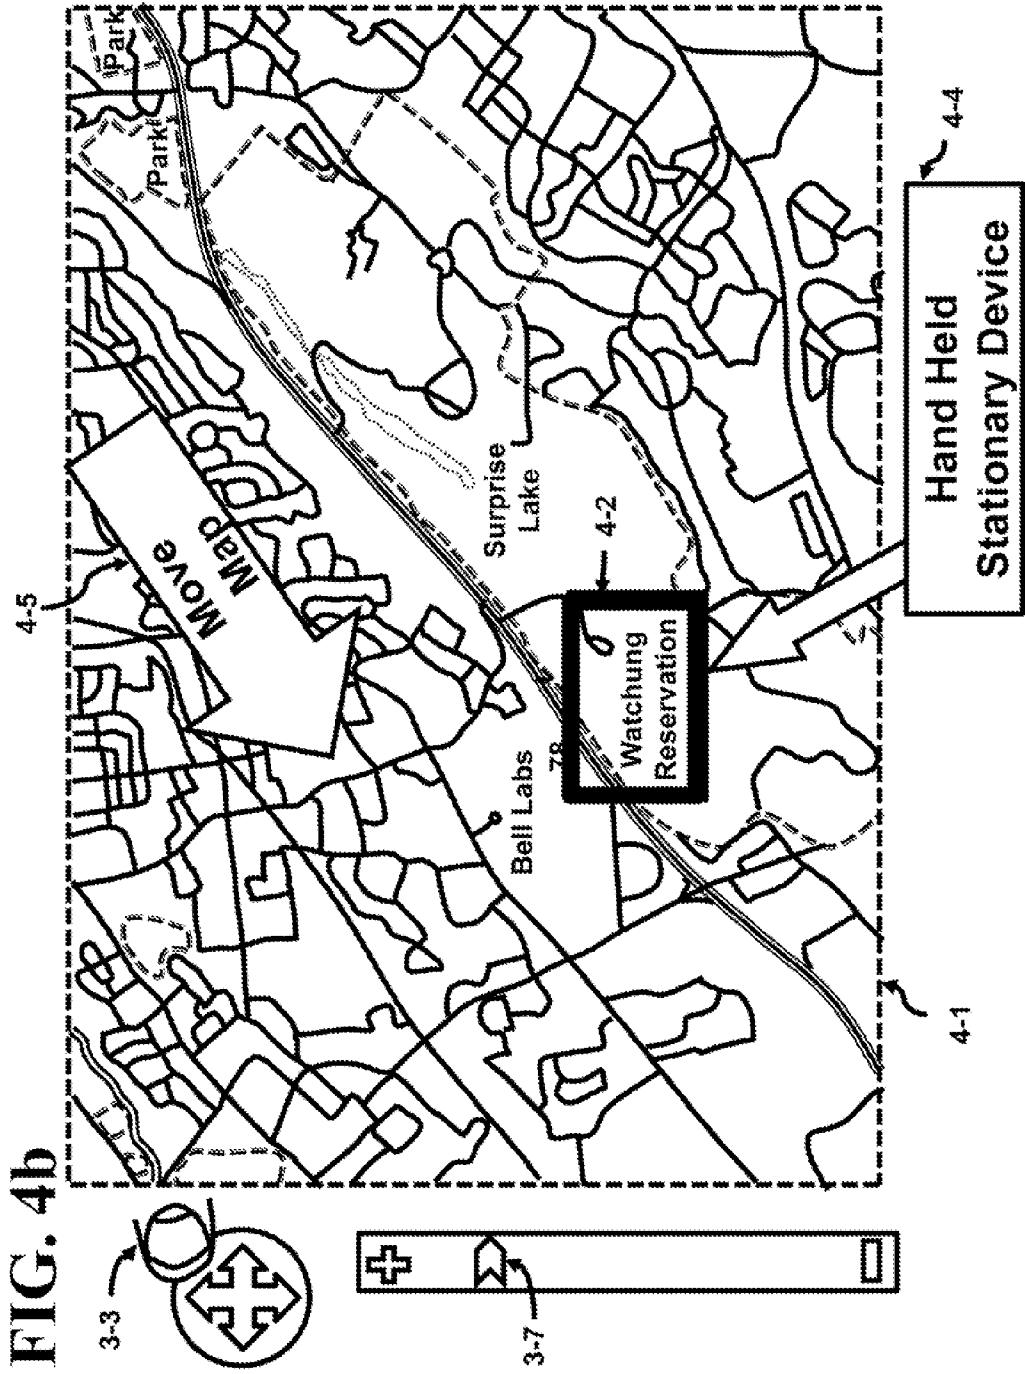 FIG. 4b
3-3
3-7
4-5
Move
Map
Park
Park
Surprise
Lake
4-2
Bell Labs
78
Watchung
Reservation
4-1
4-4
Hand Held
Stationary Device